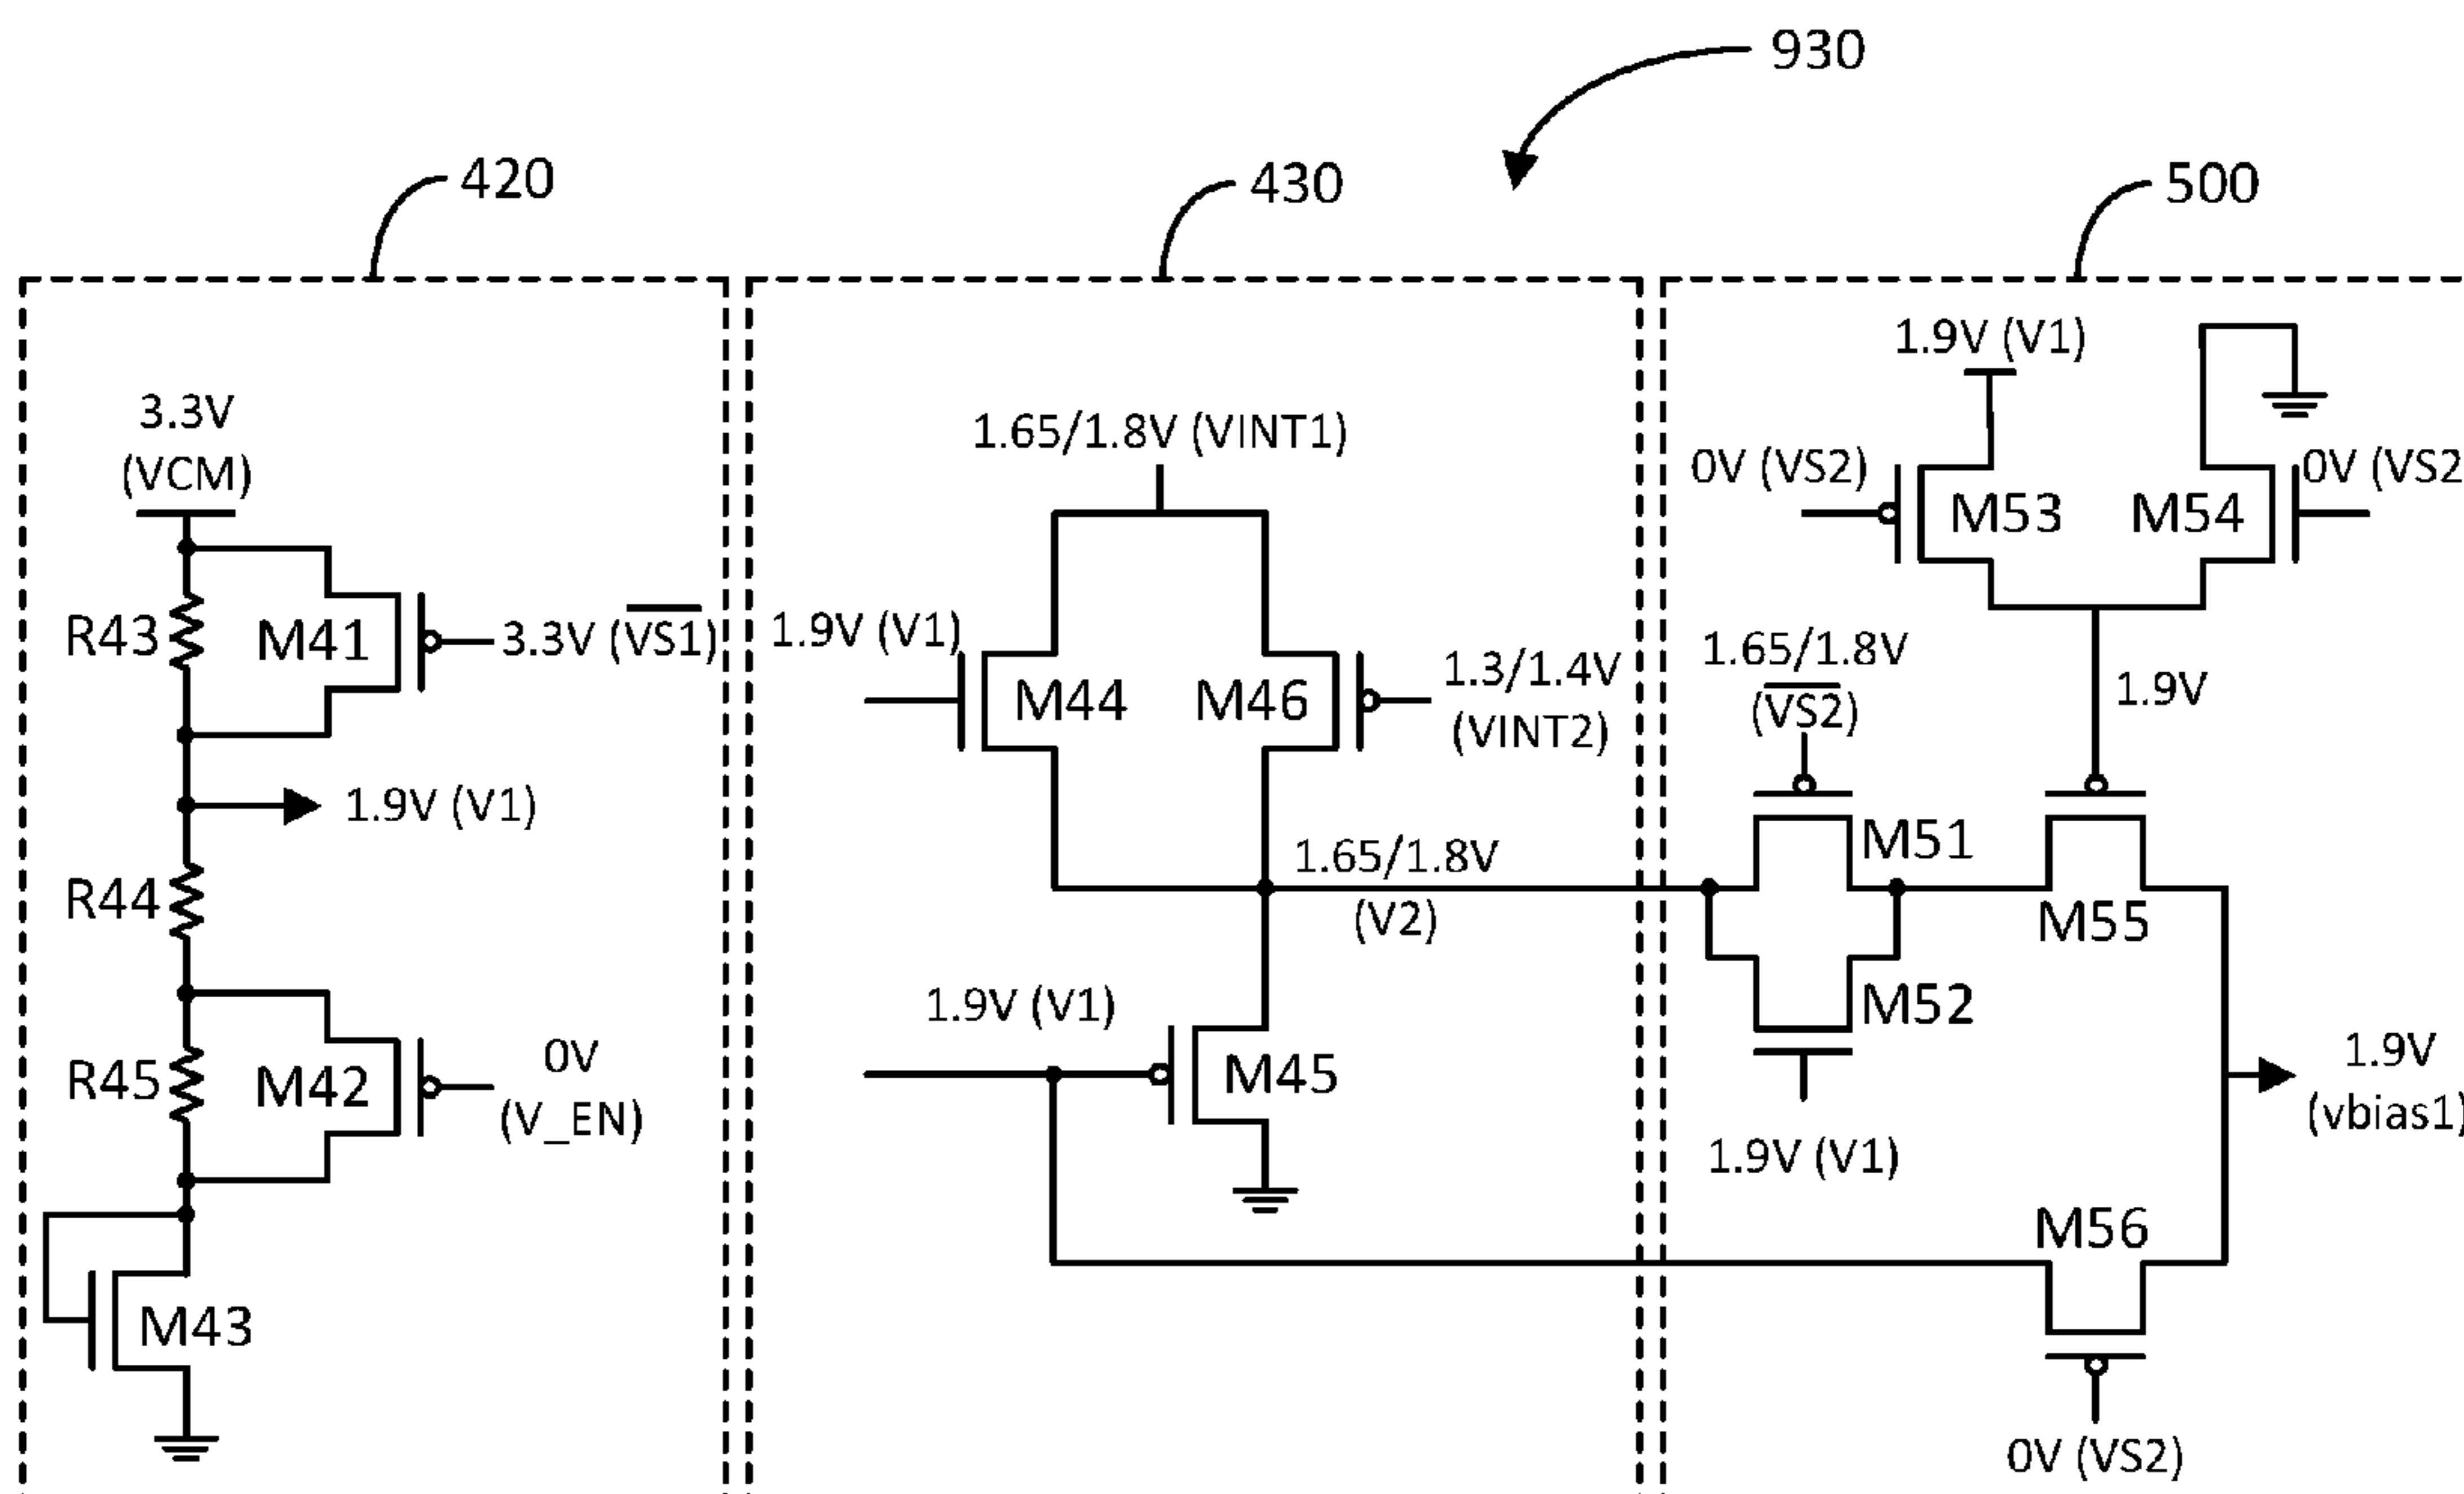 930
420
430
500
3.3V
(VCM)
R43
M41
3.3V (VS1)
1.9V (V1)
R44
R45
M42
0V
(V_EN)
M43
1.65/1.8V (VINT1)
1.9V (V1)
M44
M46
1.3/1.4V
(VINT2)
1.65/1.8V
(V2)
1.9V (V1)
M45
1.9V (V1)
0V (VS2)
M53
M54
0V (VS2
1.65/1.8V
(VS2)
1.9V
M51
M55
M52
1.9V (V1)
1.9V
(vbias1)
M56
0V (VS2)